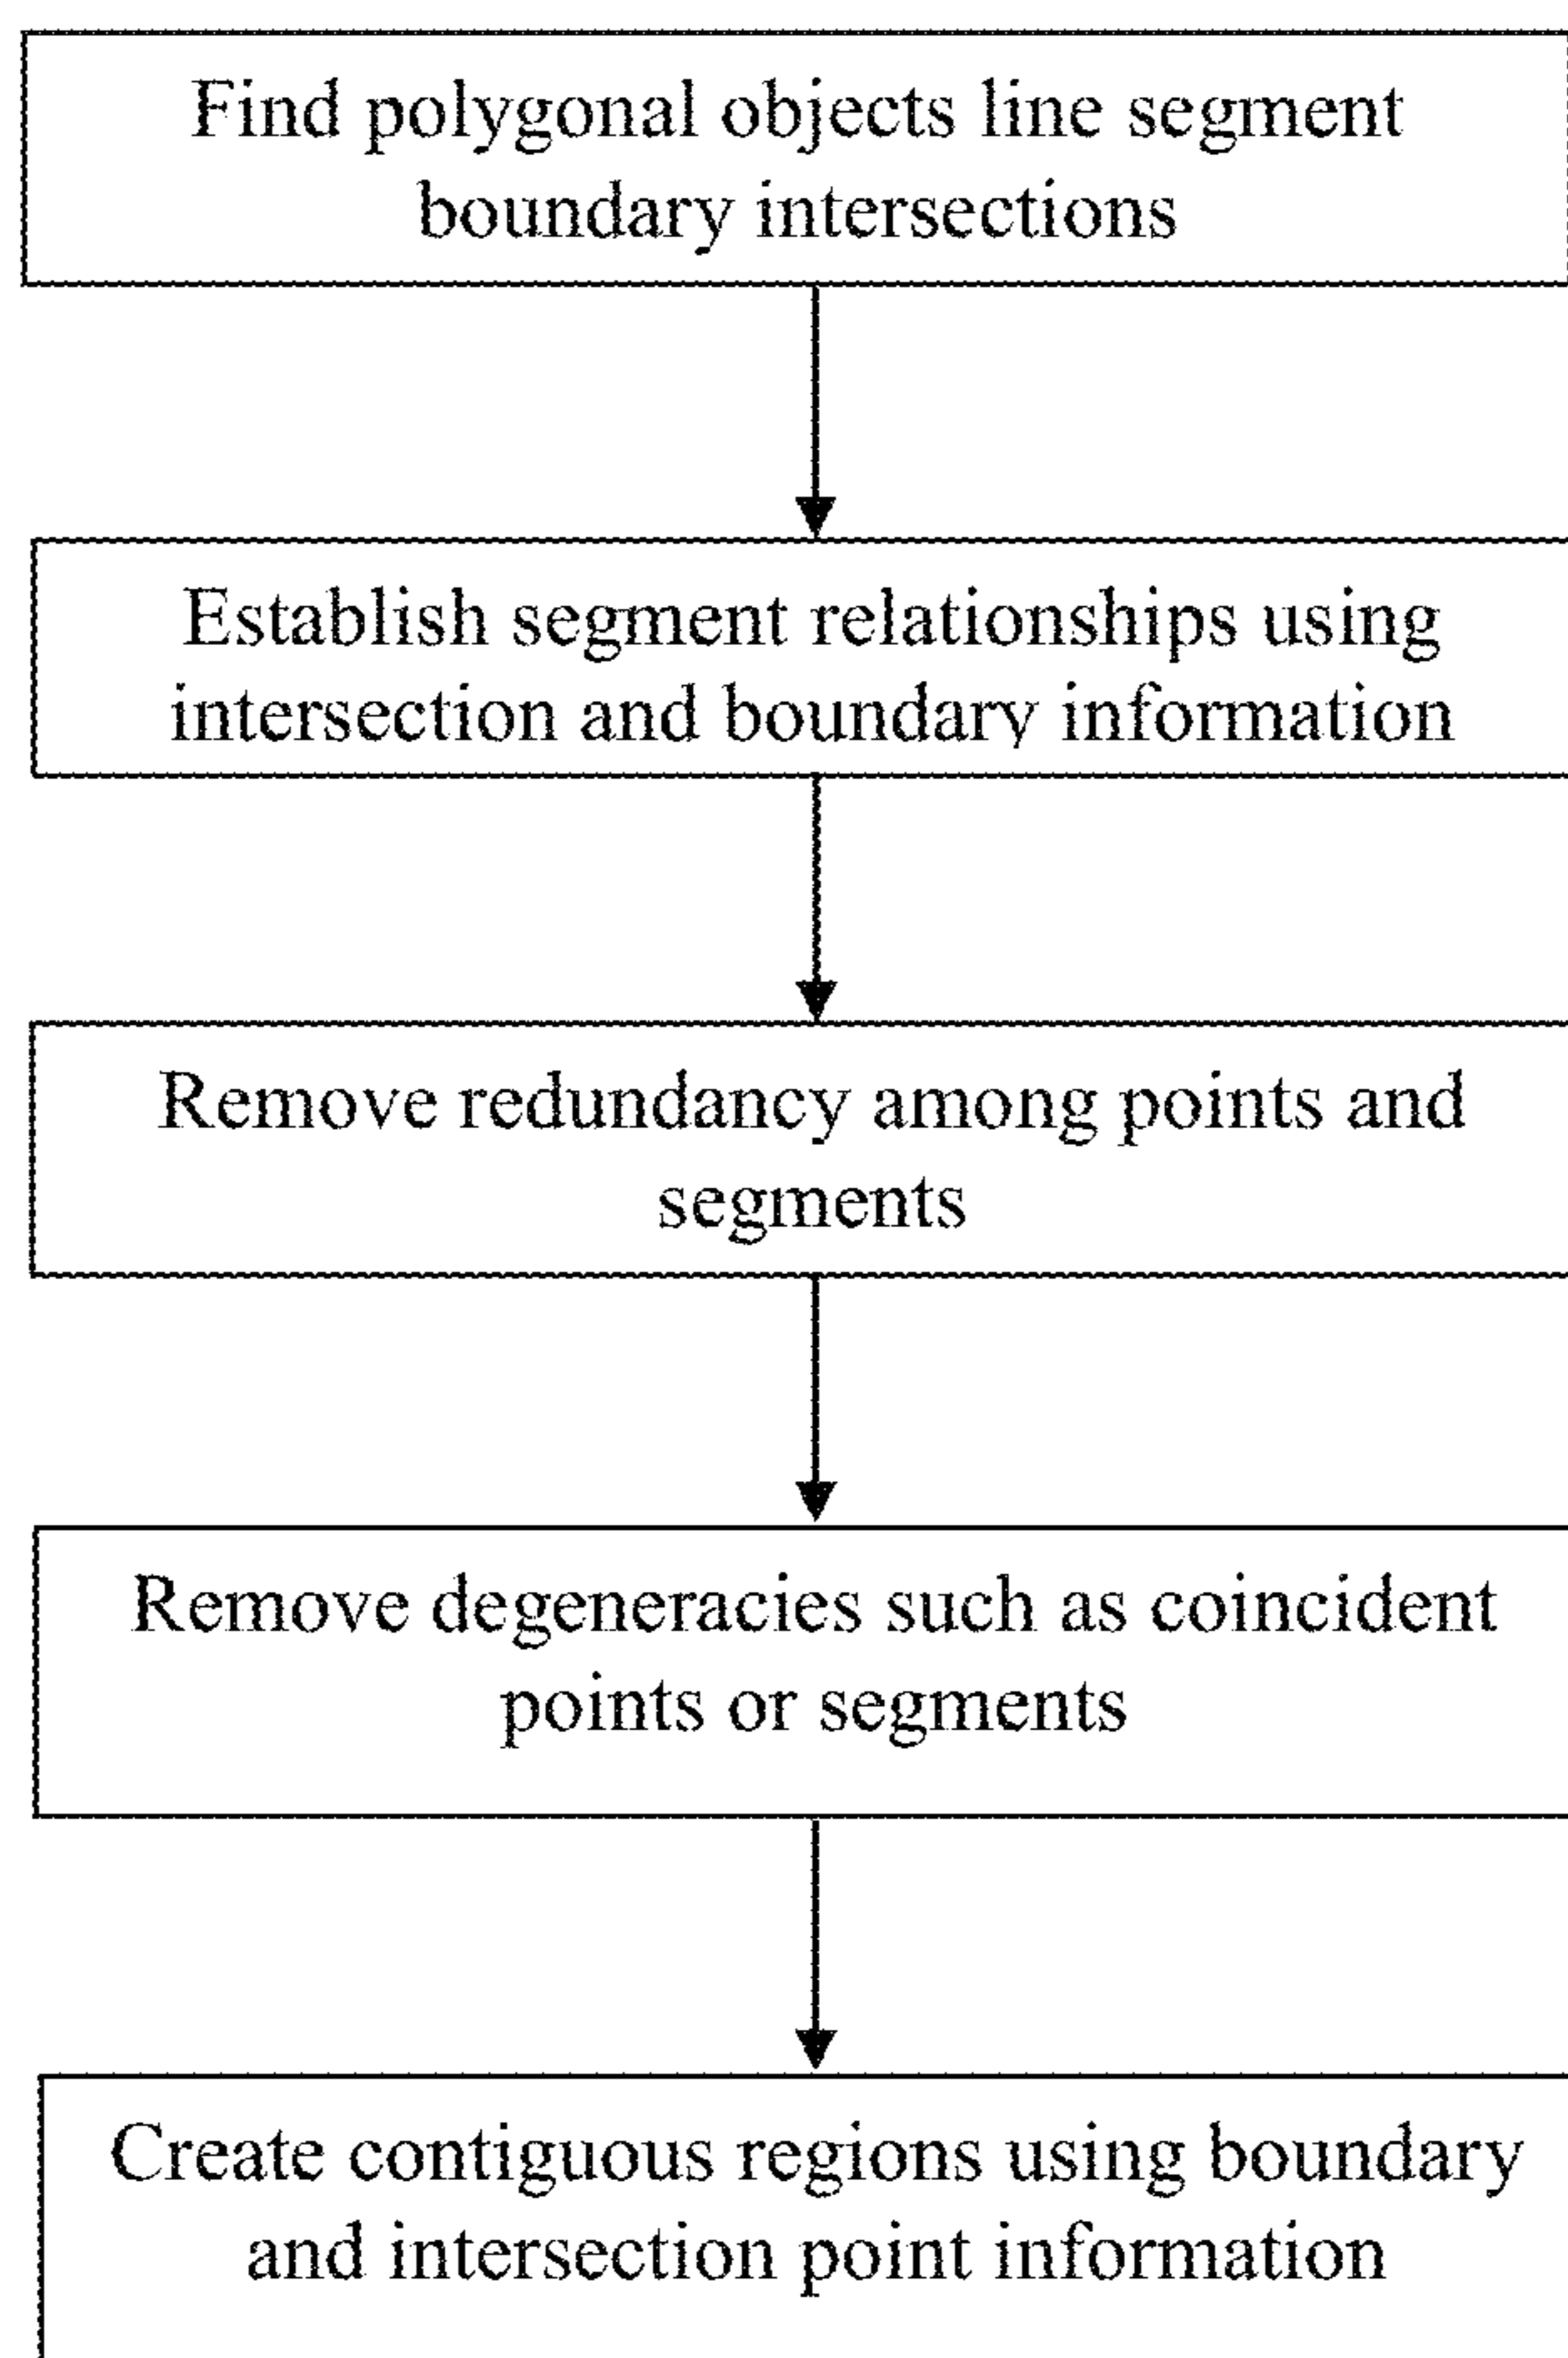 Find polygonal objects line segment
boundary intersections
Establish segment relationships using
intersection and boundary information
Remove redundancy among points and
segments
Remove degeneracies such as coincident
points or segments
Create contiguous regions using boundary
and intersection point information